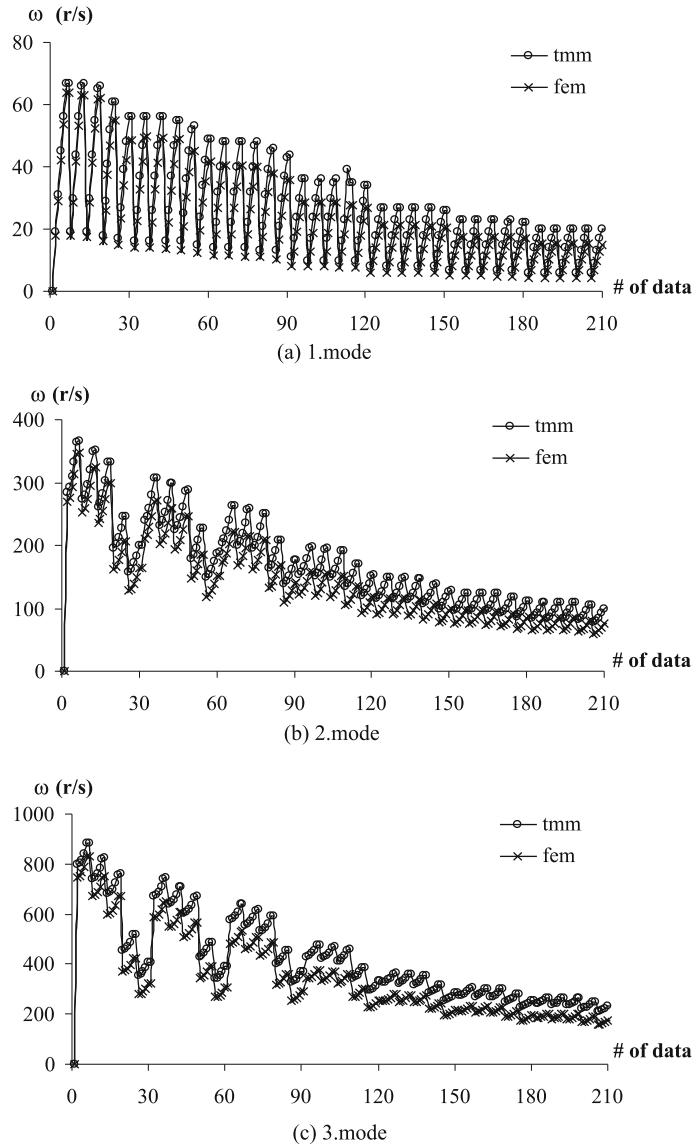 ω (r/s)
80
60
40
20
0
tmm
fem
# of data
0 30 60 90 120 150 180 210
(a) 1.mode
ω (r/s)
400
300
200
100
0
tmm
fem
# of data
0 30 60 90 120 150 180 210
(b) 2.mode
ω (r/s)
1000
800
600
400
200
0
tmm
fem
# of data
0 30 60 90 120 150 180 210
(c) 3.mode